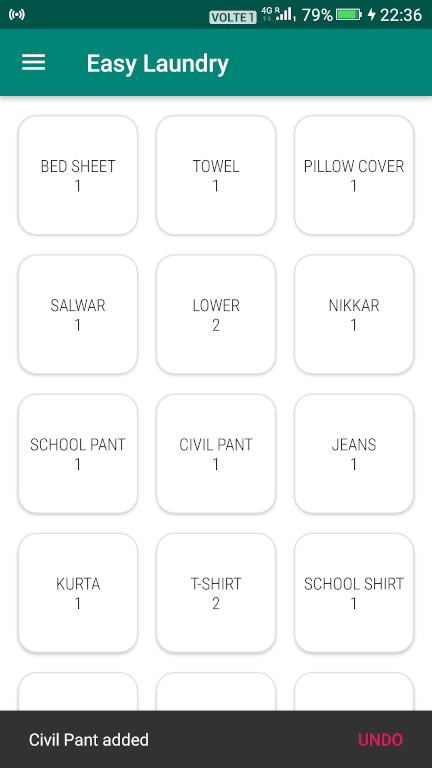 VOLTE 1 4G R 79% 22:36
Easy Laundry
BED SHEET
1
TOWEL
1
PILLOW COVER
1
SALWAR
1
LOWER
2
NIKKAR
1
SCHOOL PANT
1
CIVIL PANT
1
JEANS
1
KURTA
1
T-SHIRT
2
SCHOOL SHIRT
1
Civil Pant added UNDO